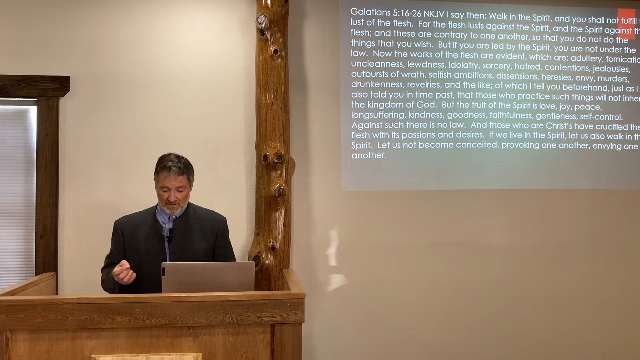 Galatians 5:16-26 NKJV I say then: Walk in the Spirit, and you shall not fulfill
lust of the flesh. For the flesh lusts against the Spirit, and the Spirit against
flesh; and these are contrary to one another, so that you do not do the
things that you wish. But if you are led by the Spirit, you are not under the
law. Now the works of the flesh are evident, which are: adultery, fornication
uncleanness, lewdness, idolatry, sorcery, hatred, contentions, jealousies,
outbursts of wrath, selfish ambitions, dissensions, heresies, envy, murders,
drunkenness, revelries, and the like; of which I tell you beforehand, just as I
also told you in time past, that those who practice such things will not inher
the kingdom of God. But the fruit of the Spirit is love, joy, peace,
longsuffering, kindness, goodness, faithfulness, gentleness, self-control.
Against such there is no law. And those who are Christ's have crucified the
flesh with its passions and desires. If we live in the Spirit, let us also walk in the
Spirit. Let us not become conceited, provoking one another, envying one
another.